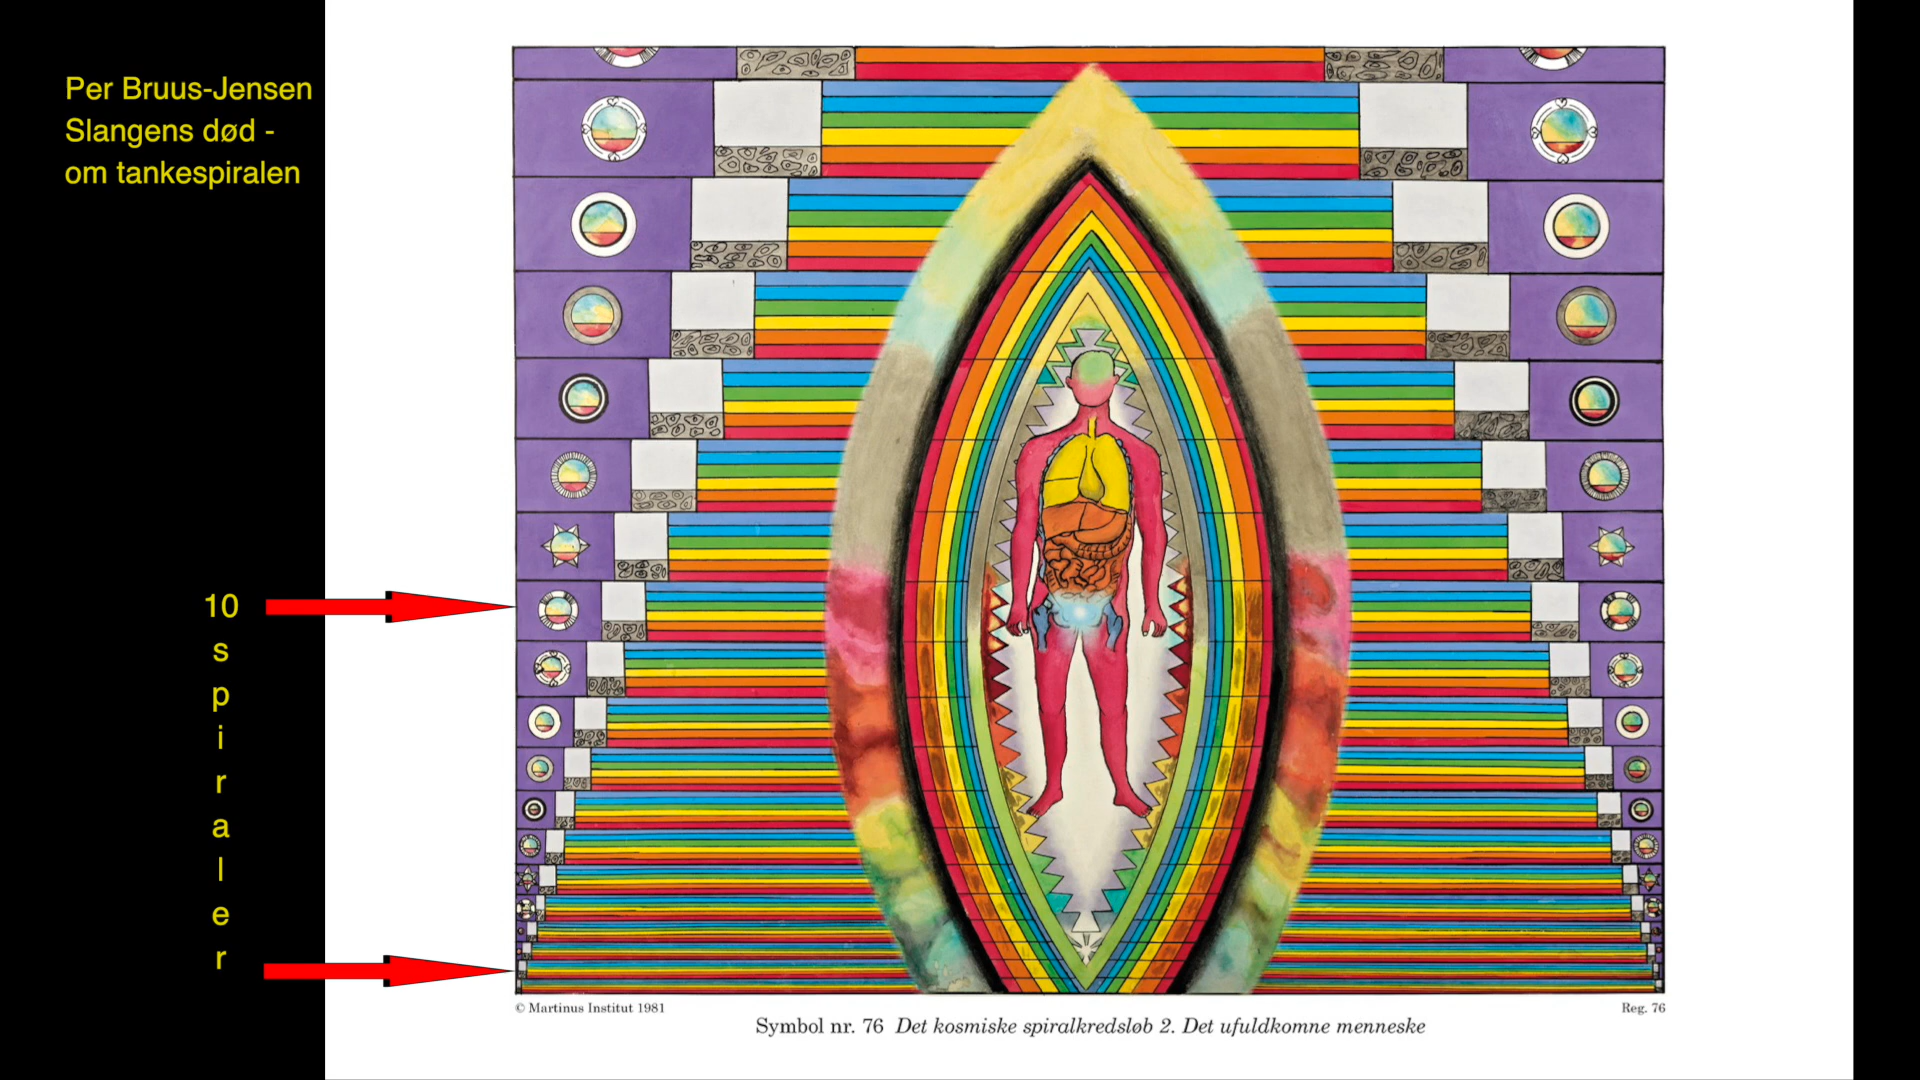 Per Bruus-Jensen
Slangens død -
om tankespiralen
10
s
p
i
r
a
l
e
r
© Martinus Institut 1981
Reg. 76
Symbol nr. 76 Det kosmiske spiralkredsløb 2. Det ufuldkomne menneske